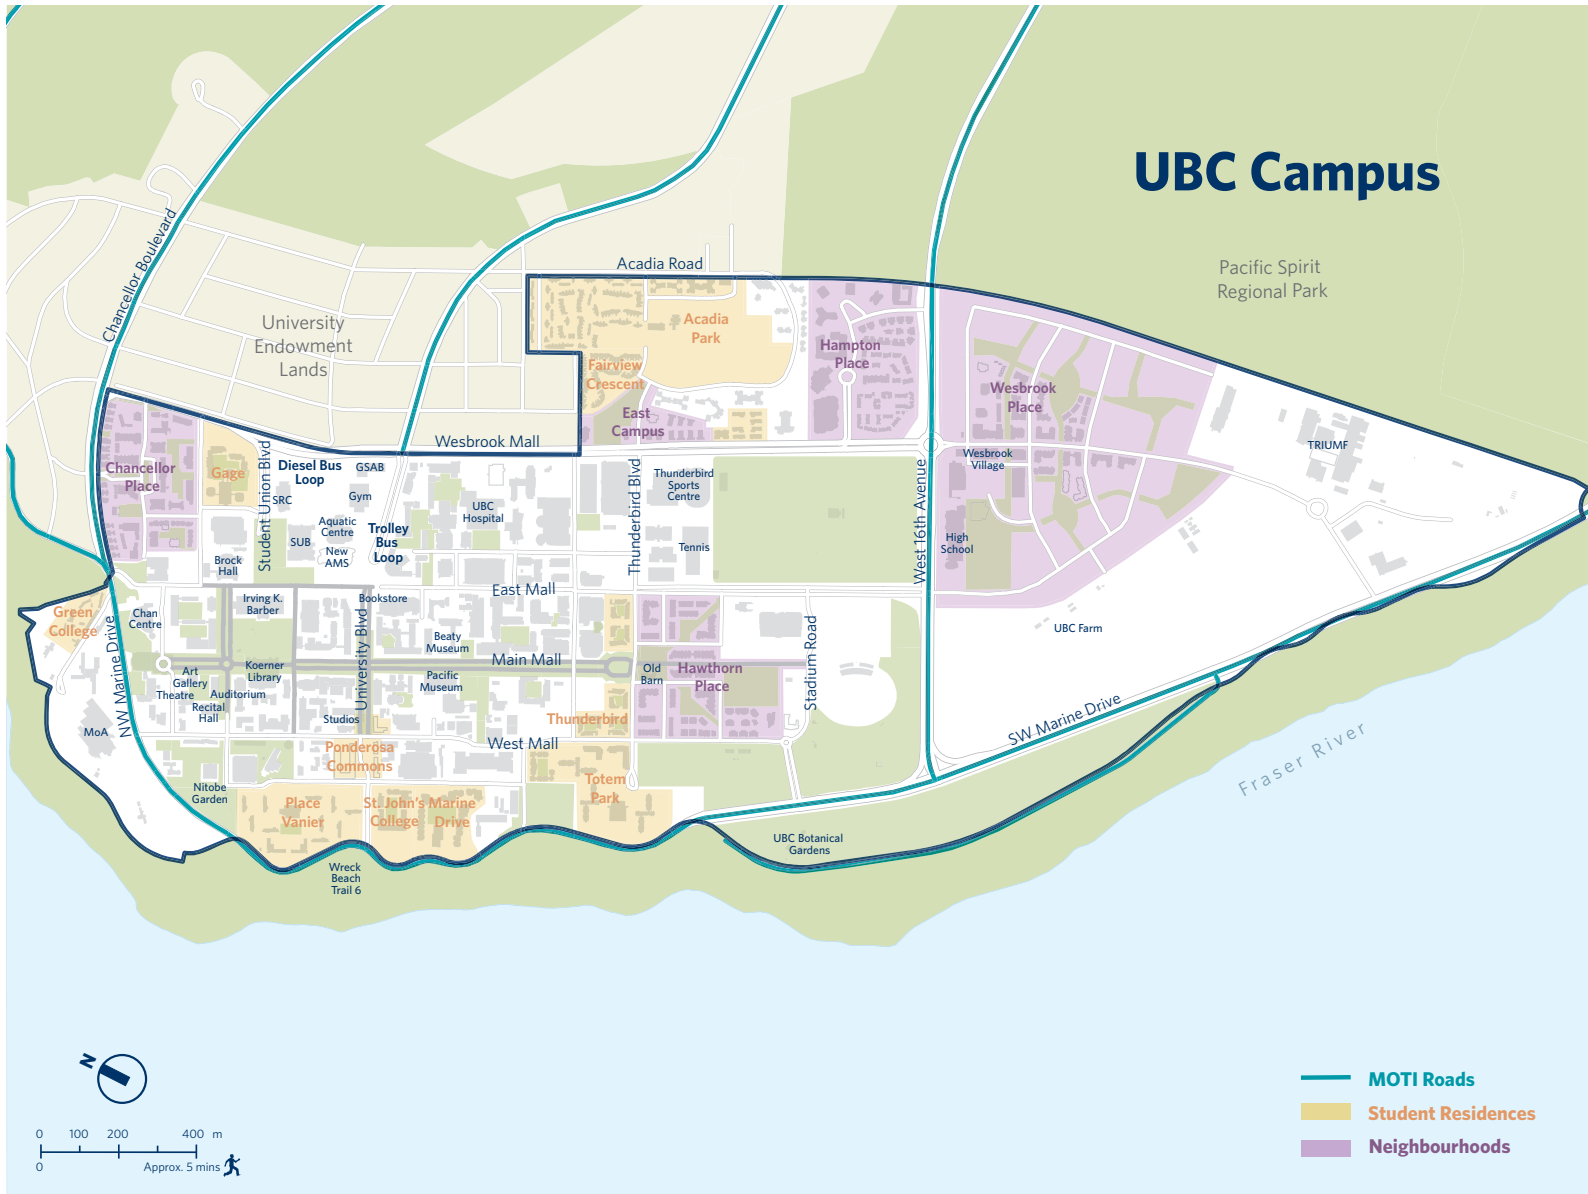 UBC Campus
Chancellor Boulevard
Acadia Road
Pacific Spirit
Regional Park
University
Endowment
Lands
Acadia
Park
Hampton
Place
Fairview
Crescent
Wesbrook
Place
East
Campus
Wesbrook Mall
TRIUMF
Chancellor
Place
Gage
Student Union Blvd
Diesel Bus
Loop
GSAB
SRC
Gym
UBC
Hospital
Thunderbird Blvd
Thunderbird
Sports
Centre
West 16th Avenue
Wesbrook
Village
Aquatic
Centre
Trolley
Bus
Loop
SUB
New
AMS
Tennis
High
School
Brock
Hall
East Mall
Green
College
Chan
Centre
Irving K.
Barber
Bookstore
University Blvd
Beaty
Museum
Stadium Road
UBC Farm
NW Marine Drive
Main Mall
Art
Gallery
Theatre
Koerner
Library
Auditorium
Recital
Hall
Pacific
Museum
Old
Barn
Hawthorn
Place
MoA
Studios
Thunderbird
SW Marine Drive
Ponderosa
Commons
West Mall
Fraser River
Nitobe
Garden
Totem
Park
Place
Vanier
St. John's
College
Marine
Drive
UBC Botanical
Gardens
Wreck
Beach
Trail 6
N
0 100 200 400 m
0 Approx. 5 mins
MOTI Roads
Student Residences
Neighbourhoods